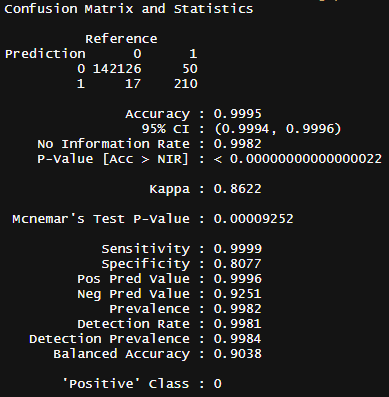 Confusion Matrix and Statistics
Reference
Prediction 0 1
0 142126 50
1 17 210
Accuracy : 0.9995
95% CI : (0.9994, 0.9996)
No Information Rate : 0.9982
P-Value [Acc > NIR] : < 0.00000000000000022
Kappa : 0.8622
Mcnemar's Test P-Value : 0.00009252
Sensitivity : 0.9999
Specificity : 0.8077
Pos Pred Value : 0.9996
Neg Pred Value : 0.9251
Prevalence : 0.9982
Detection Rate : 0.9981
Detection Prevalence : 0.9984
Balanced Accuracy : 0.9038
'Positive' Class : 0